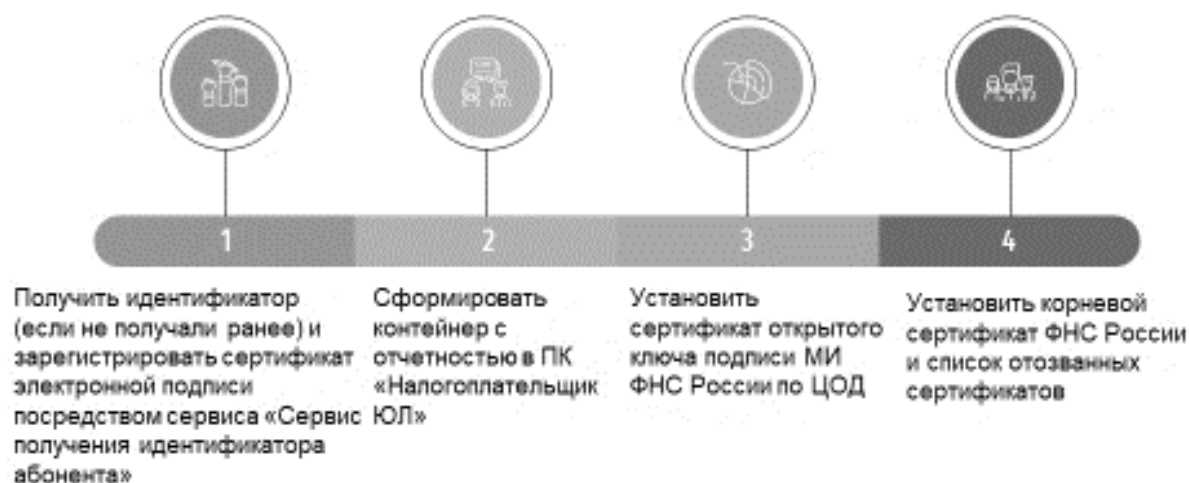 1
Получить идентификатор
(если не получали ранее) и
зарегистрировать сертификат
электронной подписи
посредством сервиса «Сервис
получения идентификатора
абонента»
2
Сформировать
контейнер с
отчетностью в ПК
«Налогоплательщик
ЮЛ»
3
Установить
сертификат открытого
ключа подписи МИ
ФНС России по ЦОД
4
Установить корневой
сертификат ФНС России
и список отозванных
сертификатов